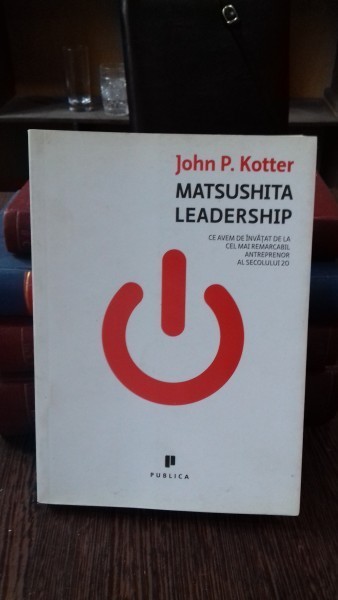 John P. Kotter
MATSUSHITA
LEADERSHIP
CE AVEM DE ÎNVĂȚAT DE LA
CEL MAI REMARCABIL
ANTREPRENOR
AL SECOLULUI 20
PUBLICA